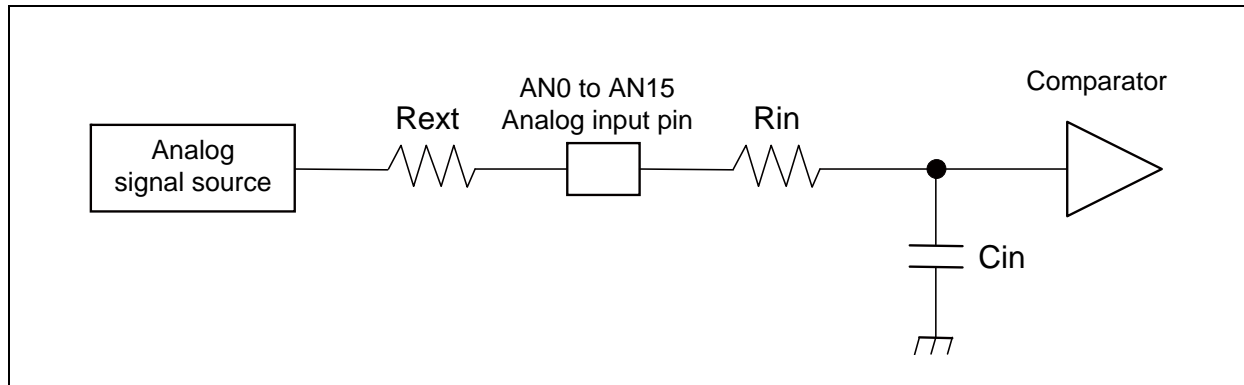 AN0 to AN15
Analog input pin
Comparator
Rext
Rin
Analog
signal source
Cin